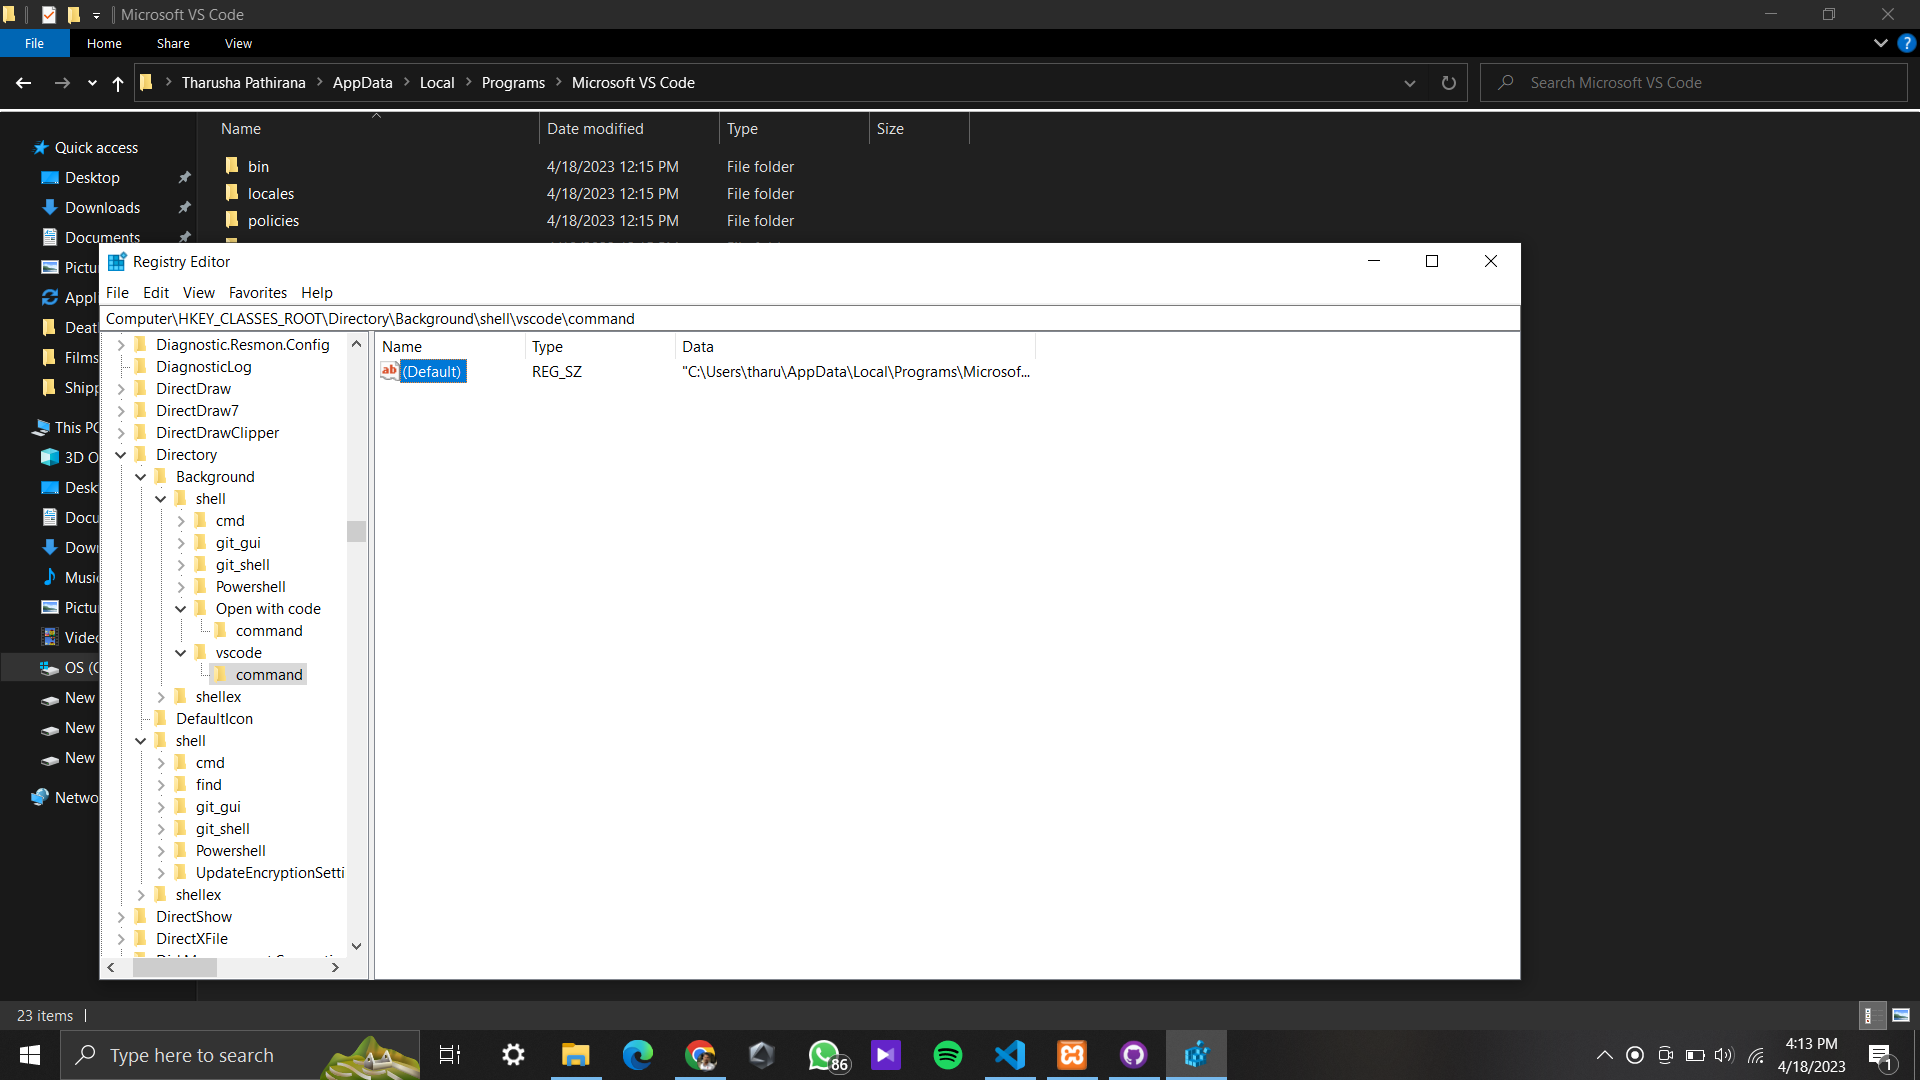 Microsoft VS Code
File Home Share View
Tharusha Pathirana AppData Local Programs Microsoft VS Code
Search Microsoft VS Code
Name Date modified Type Size
bin 4/18/2023 12:15 PM File folder
locales 4/18/2023 12:15 PM File folder
policies 4/18/2023 12:15 PM File folder
Quick access
Desktop
Downloads
Documents
Pictu
Appl
Deat
Films
Shipp
This PC
3D O
Desk
Docu
Down
Music
Pictu
Video
OS (C
New
New
New
Netwo
Registry Editor
File Edit View Favorites Help
Computer\HKEY_CLASSES_ROOT\Directory\Background\shell\vscode\command
Diagnostic.Resmon.Config
DiagnosticLog
DirectDraw
DirectDraw7
DirectDrawClipper
Directory
Background
shell
cmd
git_gui
git_shell
Powershell
Open with code
command
vscode
command
shellex
DefaultIcon
shell
cmd
find
git_gui
git_shell
Powershell
UpdateEncryptionSetti
shellex
DirectShow
DirectXFile
Name Type Data
ab (Default) REG_SZ "C:\Users\tharu\AppData\Local\Programs\Microsof...
23 items
Type here to search
86
4:13 PM
4/18/2023
1